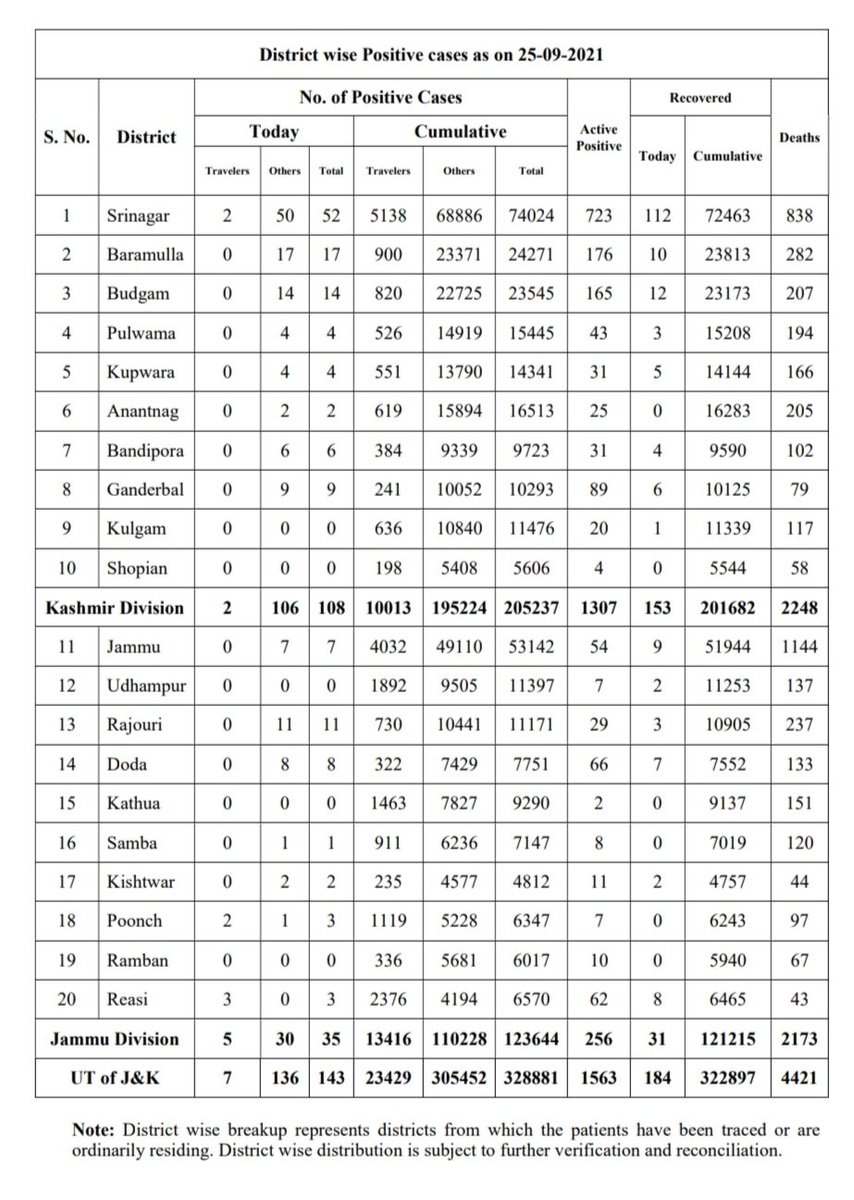 District wise Positive cases as on 25-09-2021
S. No. District No. of Positive Cases Active Positive Recovered Deaths
Today Cumulative Today Cumulative
Travelers Others Total Travelers Others Total
1 Srinagar 2 50 52 5138 68886 74024 723 112 72463 838
2 Baramulla 0 17 17 900 23371 24271 176 10 23813 282
3 Budgam 0 14 14 820 22725 23545 165 12 23173 207
4 Pulwama 0 4 4 526 14919 15445 43 3 15208 194
5 Kupwara 0 4 4 551 13790 14341 31 5 14144 166
6 Anantnag 0 2 2 619 15894 16513 25 0 16283 205
7 Bandipora 0 6 6 384 9339 9723 31 4 9590 102
8 Ganderbal 0 9 9 241 10052 10293 89 6 10125 79
9 Kulgam 0 0 0 636 10840 11476 20 1 11339 117
10 Shopian 0 0 0 198 5408 5606 4 0 5544 58
Kashmir Division 2 106 108 10013 195224 205237 1307 153 201682 2248
11 Jammu 0 7 7 4032 49110 53142 54 9 51944 1144
12 Udhampur 0 0 0 1892 9505 11397 7 2 11253 137
13 Rajouri 0 11 11 730 10441 11171 29 3 10905 237
14 Doda 0 8 8 322 7429 7751 66 7 7552 133
15 Kathua 0 0 0 1463 7827 9290 2 0 9137 151
16 Samba 0 1 1 911 6236 7147 8 0 7019 120
17 Kishtwar 0 2 2 235 4577 4812 11 2 4757 44
18 Poonch 2 1 3 1119 5228 6347 7 0 6243 97
19 Ramban 0 0 0 336 5681 6017 10 0 5940 67
20 Reasi 3 0 3 2376 4194 6570 62 8 6465 43
Jammu Division 5 30 35 13416 110228 123644 256 31 121215 2173
UT of J&K 7 136 143 23429 305452 328881 1563 184 322897 4421
Note: District wise breakup represents districts from which the patients have been traced or are
ordinarily residing. District wise distribution is subject to further verification and reconciliation.